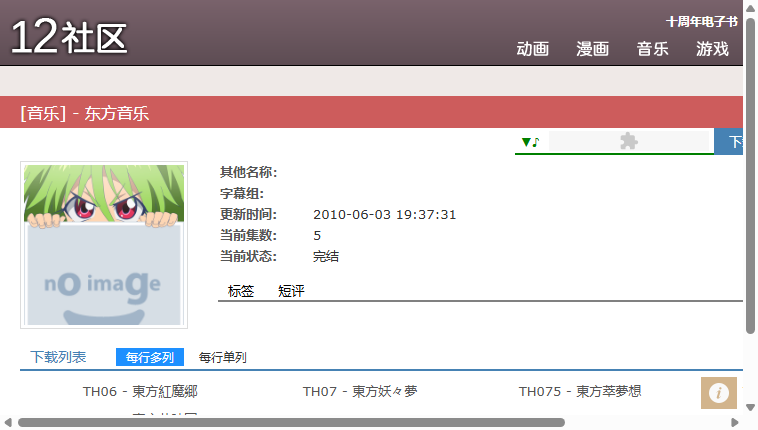 十周年电子书
12社区
动画 漫画 音乐 游戏
[音乐] - 东方音乐
▼♪
其他名称:
字幕组:
更新时间: 2010-06-03 19:37:31
当前集数: 5
当前状态: 完结
no image
标签 短评
下载列表 每行多列 每行单列
TH06 - 東方紅魔郷 TH07 - 東方妖々夢 TH075 - 東方萃夢想